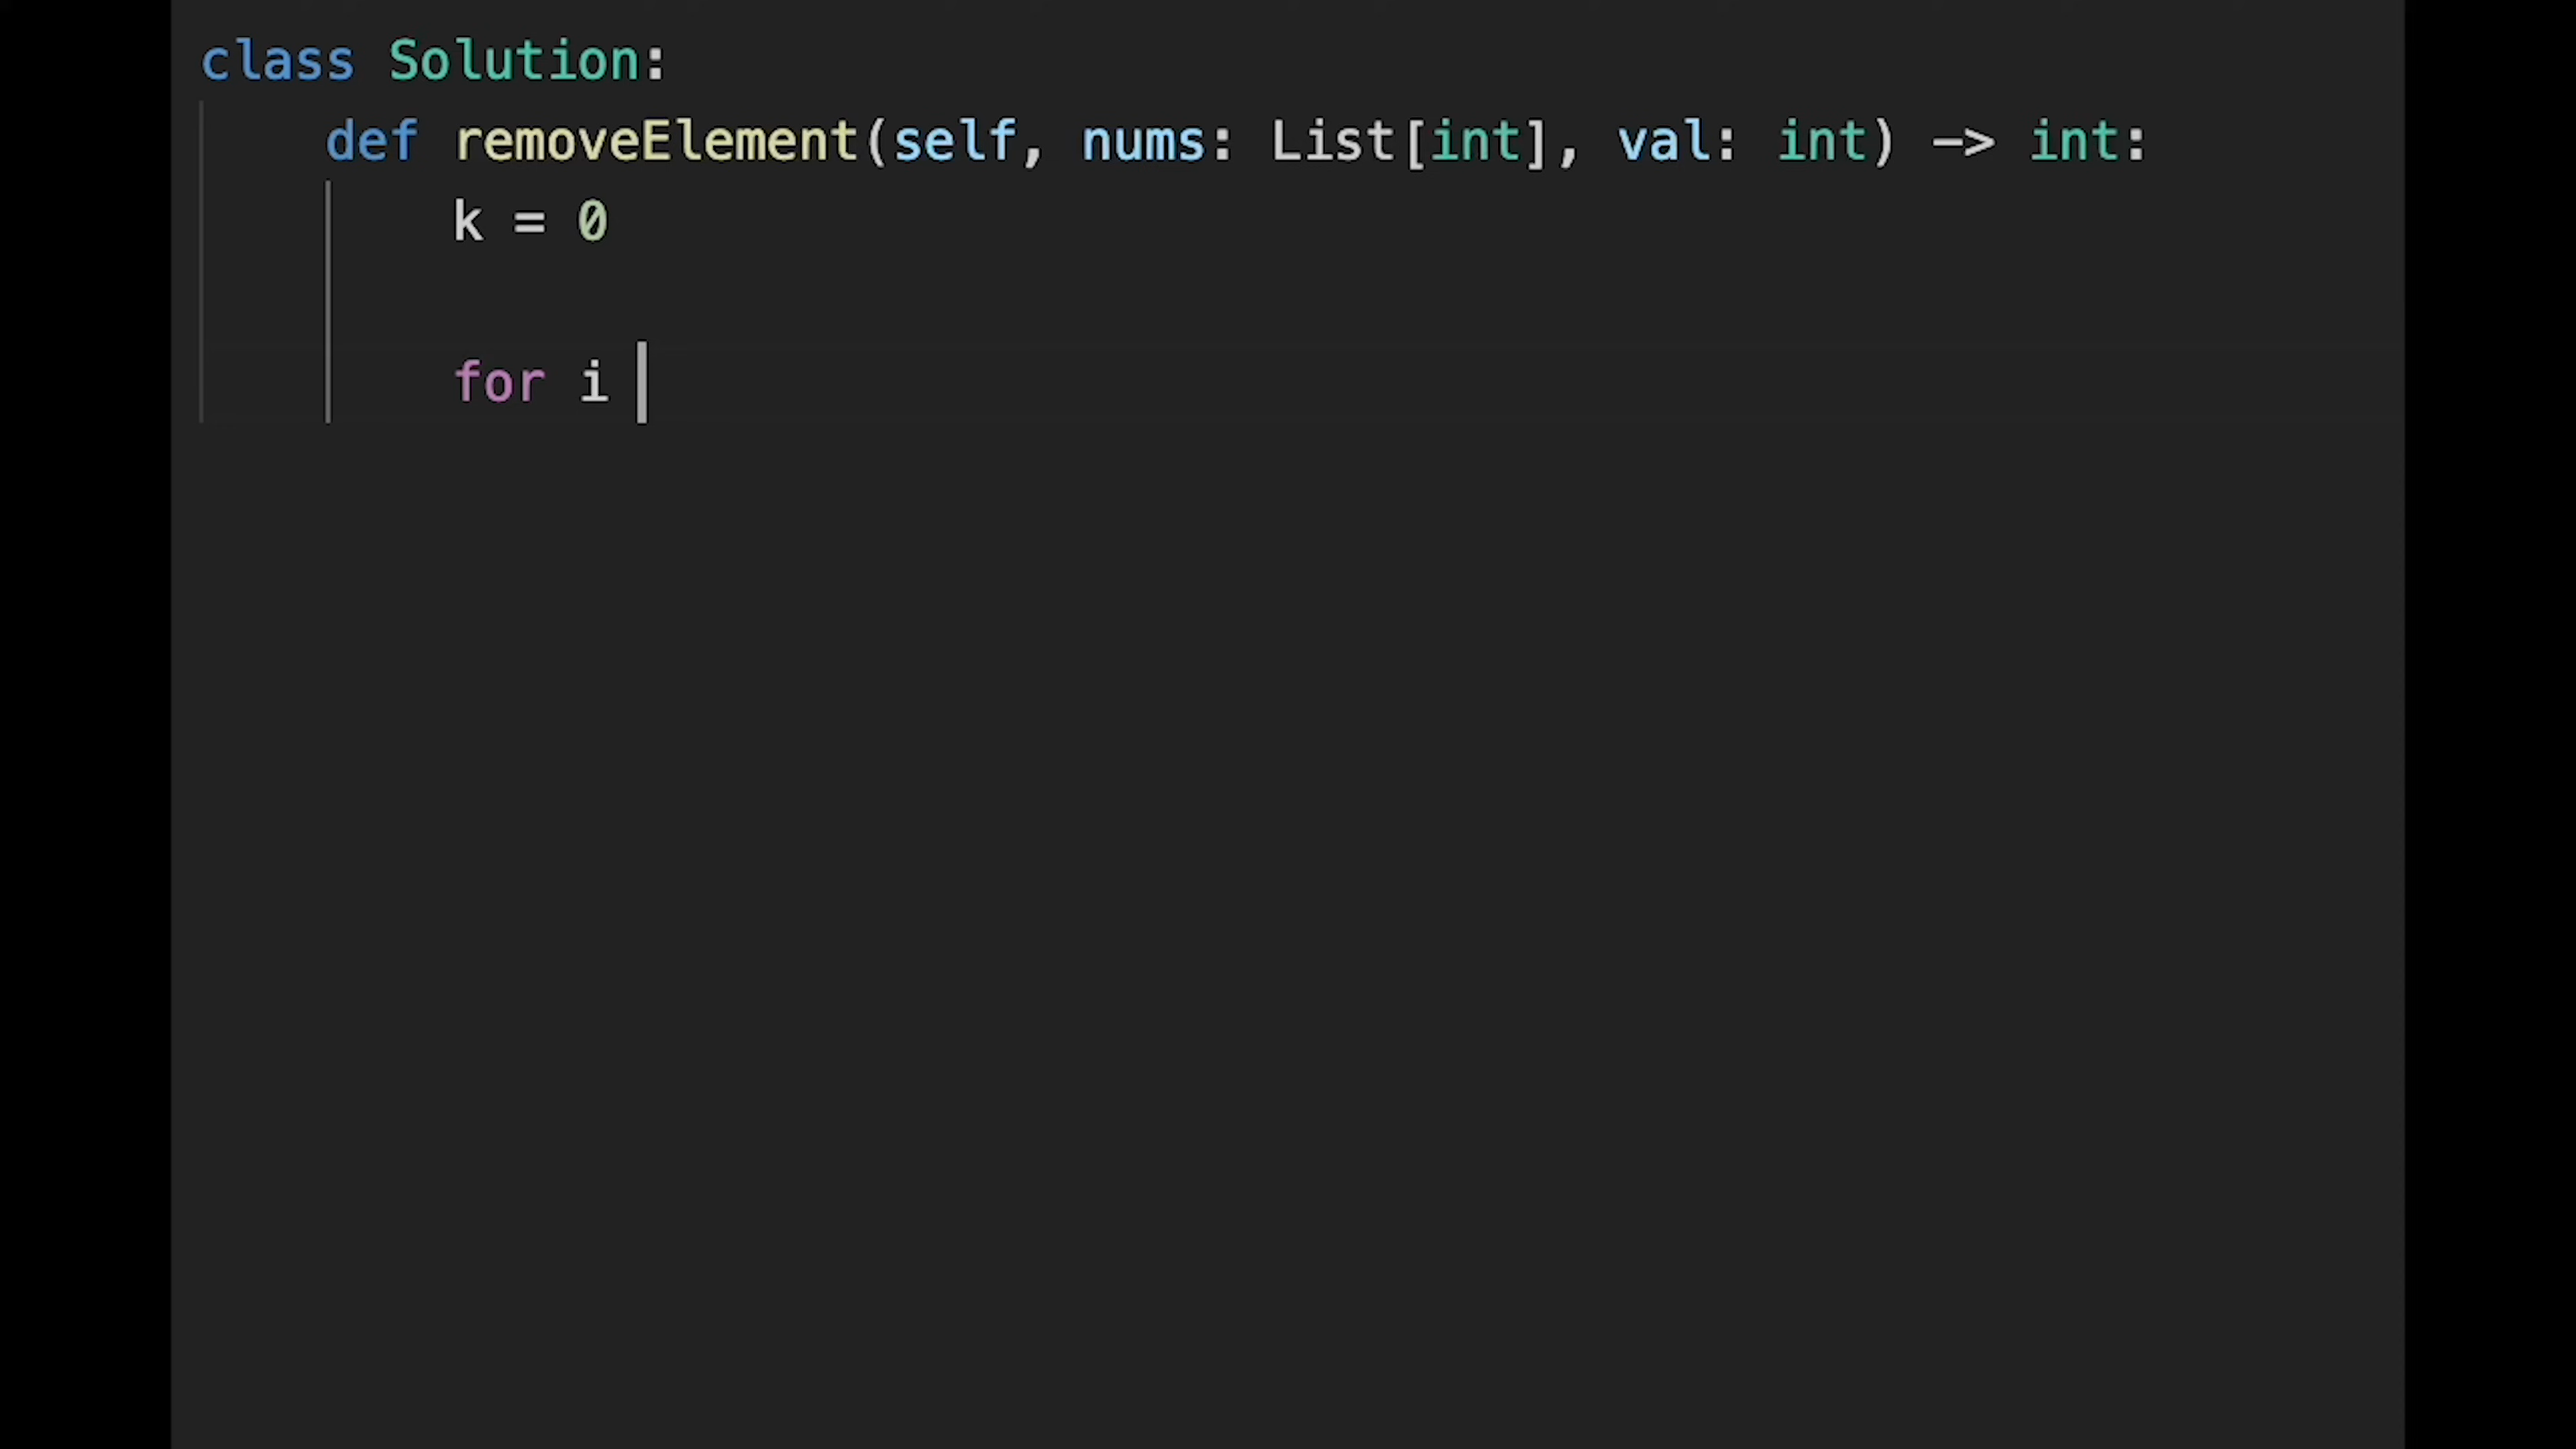 class Solution:
    def removeElement(self, nums: List[int], val: int) -> int:
        k = 0

        for i